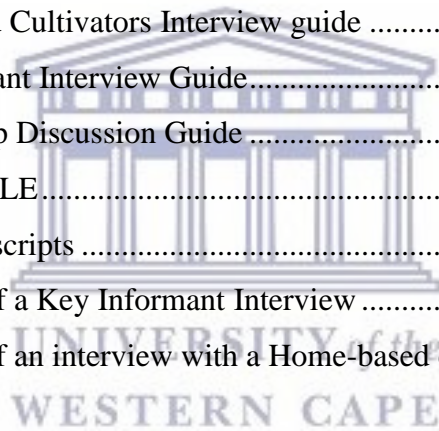 Cultivators Interview guide ..........
ant Interview Guide..........................
Discussion Guide..........................
LE..............................................................
scripts ..................................................
f a Key Informant Interview ..............
UNIVERSITY of the
f an interview with a Home-based
WESTERN CAPE